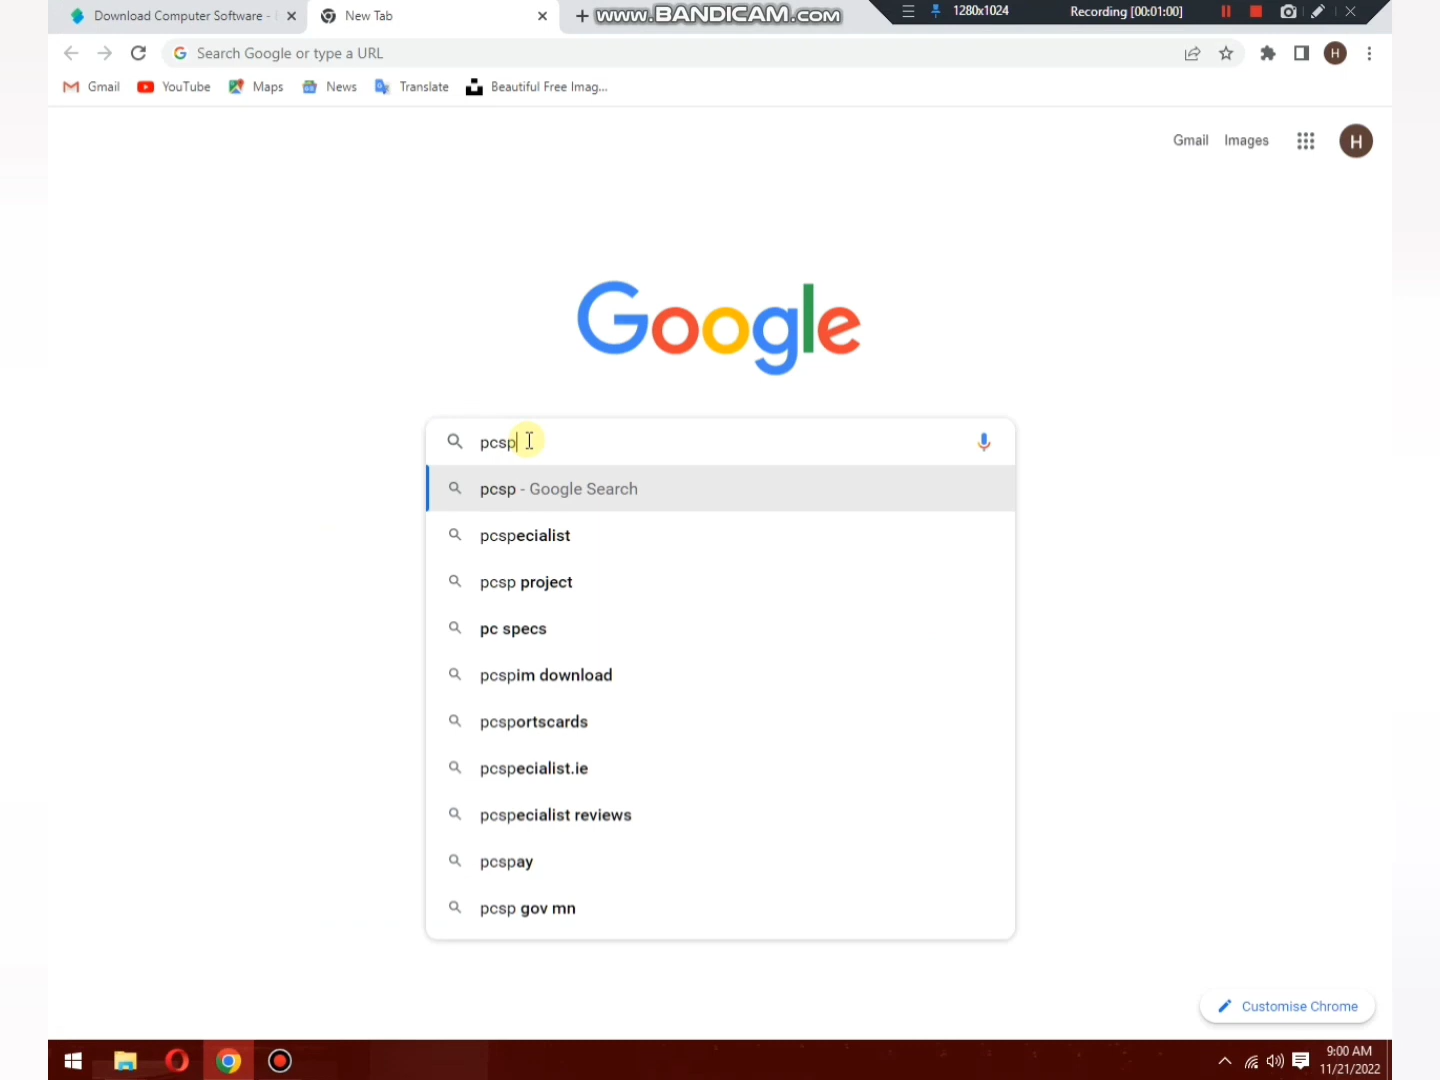 Download Computer Software -
New Tab
www.BANDICAM.com
1280x1024
Recording [00:01:00]
Search Google or type a URL
H
Gmail
YouTube
Maps
News
Translate
Beautiful Free Imag...
Gmail
Images
H
Google
pcsp
pcsp - Google Search
pcspecialist
pcsp project
pc specs
pcspim download
pcsportscards
pcspecialist.ie
pcspecialist reviews
pcspay
pcsp gov mn
Customise Chrome
9:00 AM
11/21/2022